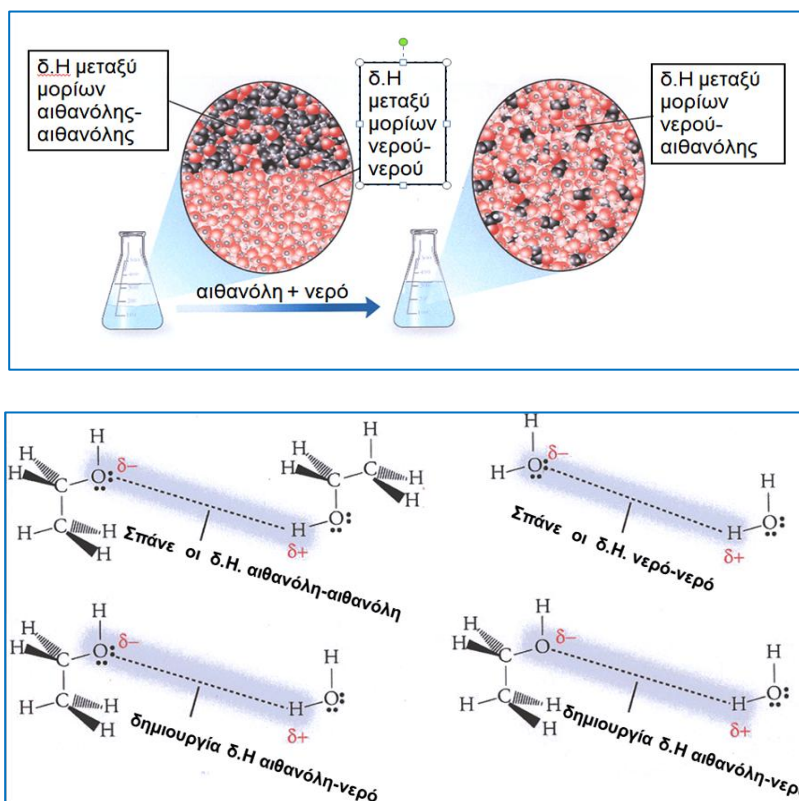 δ.Η μεταξύ
μορίων
αιθανόλης-
αιθανόλης
δ.Η
μεταξύ
μορίων
νερού-
νερού
δ.Η μεταξύ
μορίων
νερού-
αιθανόλης
αιθανόλη + νερό
H
H
H
C
O
δ−
H
C
H
H
H
H
H
C
C
H
H
H
O
δ+
Σπάνε οι δ.Η. αιθανόλη-αιθανόλη
H
H
O
δ−
H
H
O
δ+
Σπάνε οι δ.Η. νερό-νερό
H
H
H
C
O
δ−
H
C
H
H
H
H
O
δ+
δημιουργία δ.Η αιθανόλη-νερό
H
H
H
C
O
δ−
H
C
H
H
H
H
O
δ+
δημιουργία δ.Η αιθανόλη-νερ